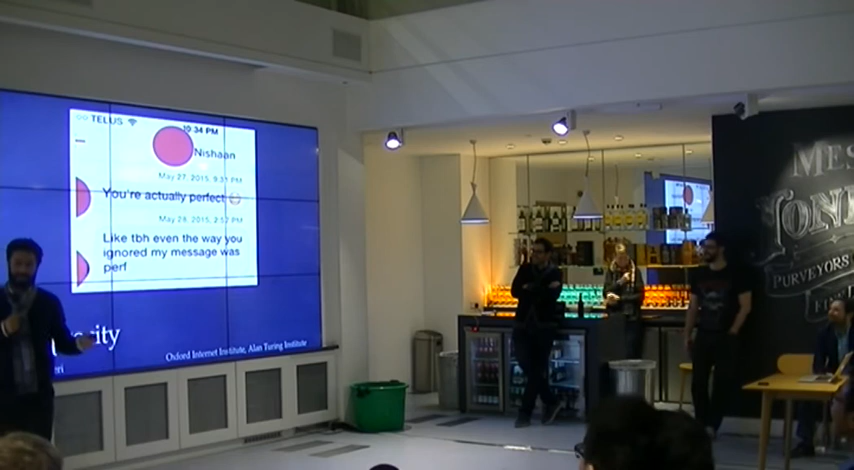 TELUS
10:34 PM
Nishaan
May 27, 2015, 9:31 PM
You're actually perfect
May 28, 2015, 2:57 PM
Like tbh even the way you
ignored my message was
perf
Oxford Internet Institute, Alan Turing Institute
PURVEYORS